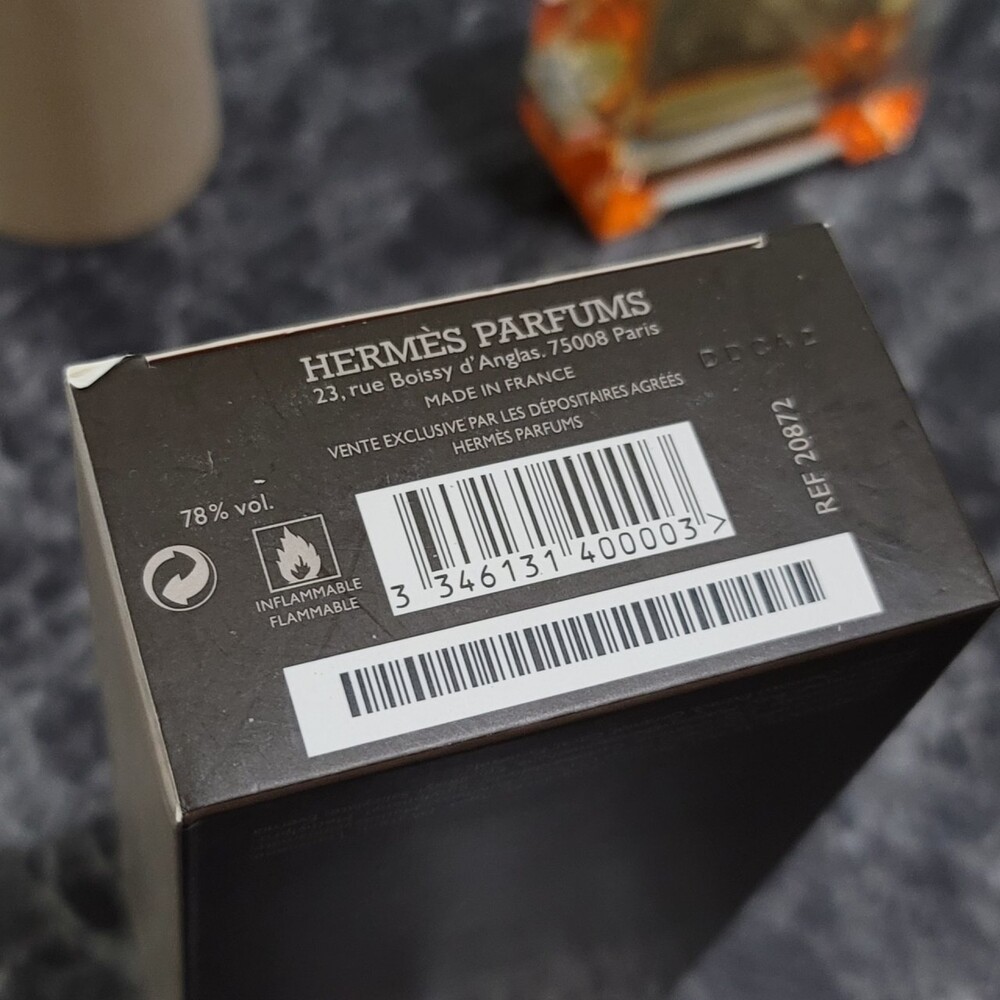 HERMÈS PARFUMS
23, rue Boissy d'Anglas. 75008 Paris
MADE IN FRANCE
VENTE EXCLUSIVE PAR LES DÉPOSITAIRES AGRÉÉS
HERMÈS PARFUMS
REF 20872
78% vol.
INFLAMMABLE
FLAMMABLE
3 346131 400003 >